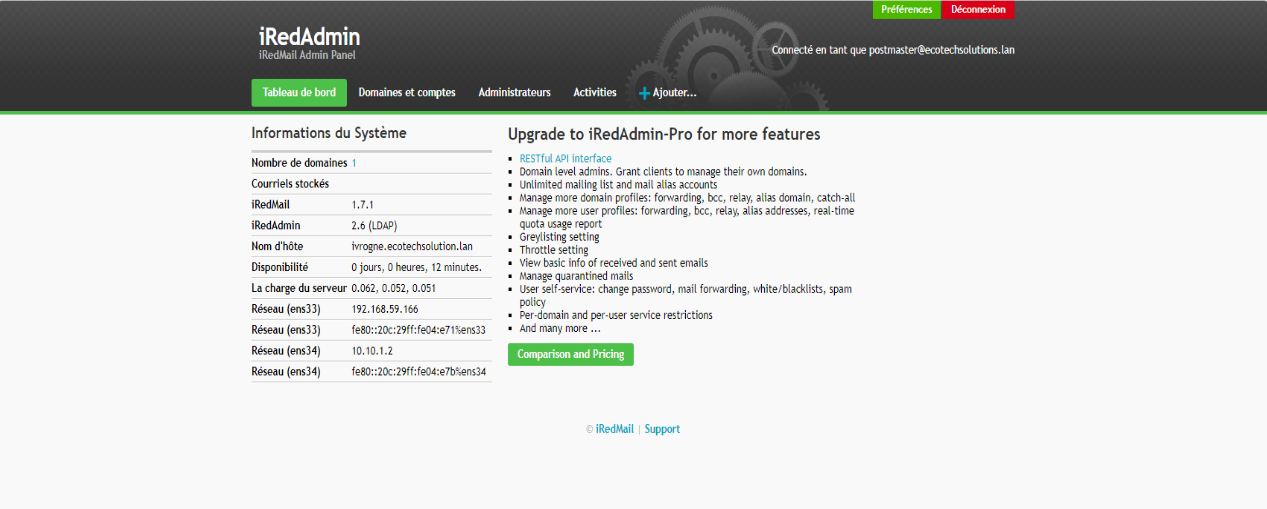 Préférences Déconnexion
iRedAdmin
iRedMail Admin Panel
Connecté en tant que postmaster@ecotechsolutions.lan
Tableau de bord Domaines et comptes Administrateurs Activities + Ajouter...
Informations du Système
Nombre de domaines 1
Courriels stockés
iRedMail 1.7.1
iRedAdmin 2.6 (LDAP)
Nom d'hôte ivrogne.ecotechsolution.lan
Disponibilité 0 jours, 0 heures, 12 minutes.
La charge du serveur 0.062, 0.052, 0.051
Réseau (ens33) 192.168.59.166
Réseau (ens33) fe80::20c:29ff:fe04:e71%ens33
Réseau (ens34) 10.10.1.2
Réseau (ens34) fe80::20c:29ff:fe04:e7b%ens34
Upgrade to iRedAdmin-Pro for more features
▪ RESTful API interface
▪ Domain level admins. Grant clients to manage their own domains.
▪ Unlimited mailing list and mail alias accounts
▪ Manage more domain profiles: forwarding, bcc, relay, alias domain, catch-all
▪ Manage more user profiles: forwarding, bcc, relay, alias addresses, real-time
quota usage report
▪ Greylisting setting
▪ Throttle setting
▪ View basic info of received and sent emails
▪ Manage quarantined mails
▪ User self-service: change password, mail forwarding, white/blacklists, spam
policy
▪ Per-domain and per-user service restrictions
▪ And many more ...
Comparison and Pricing
© iRedMail | Support